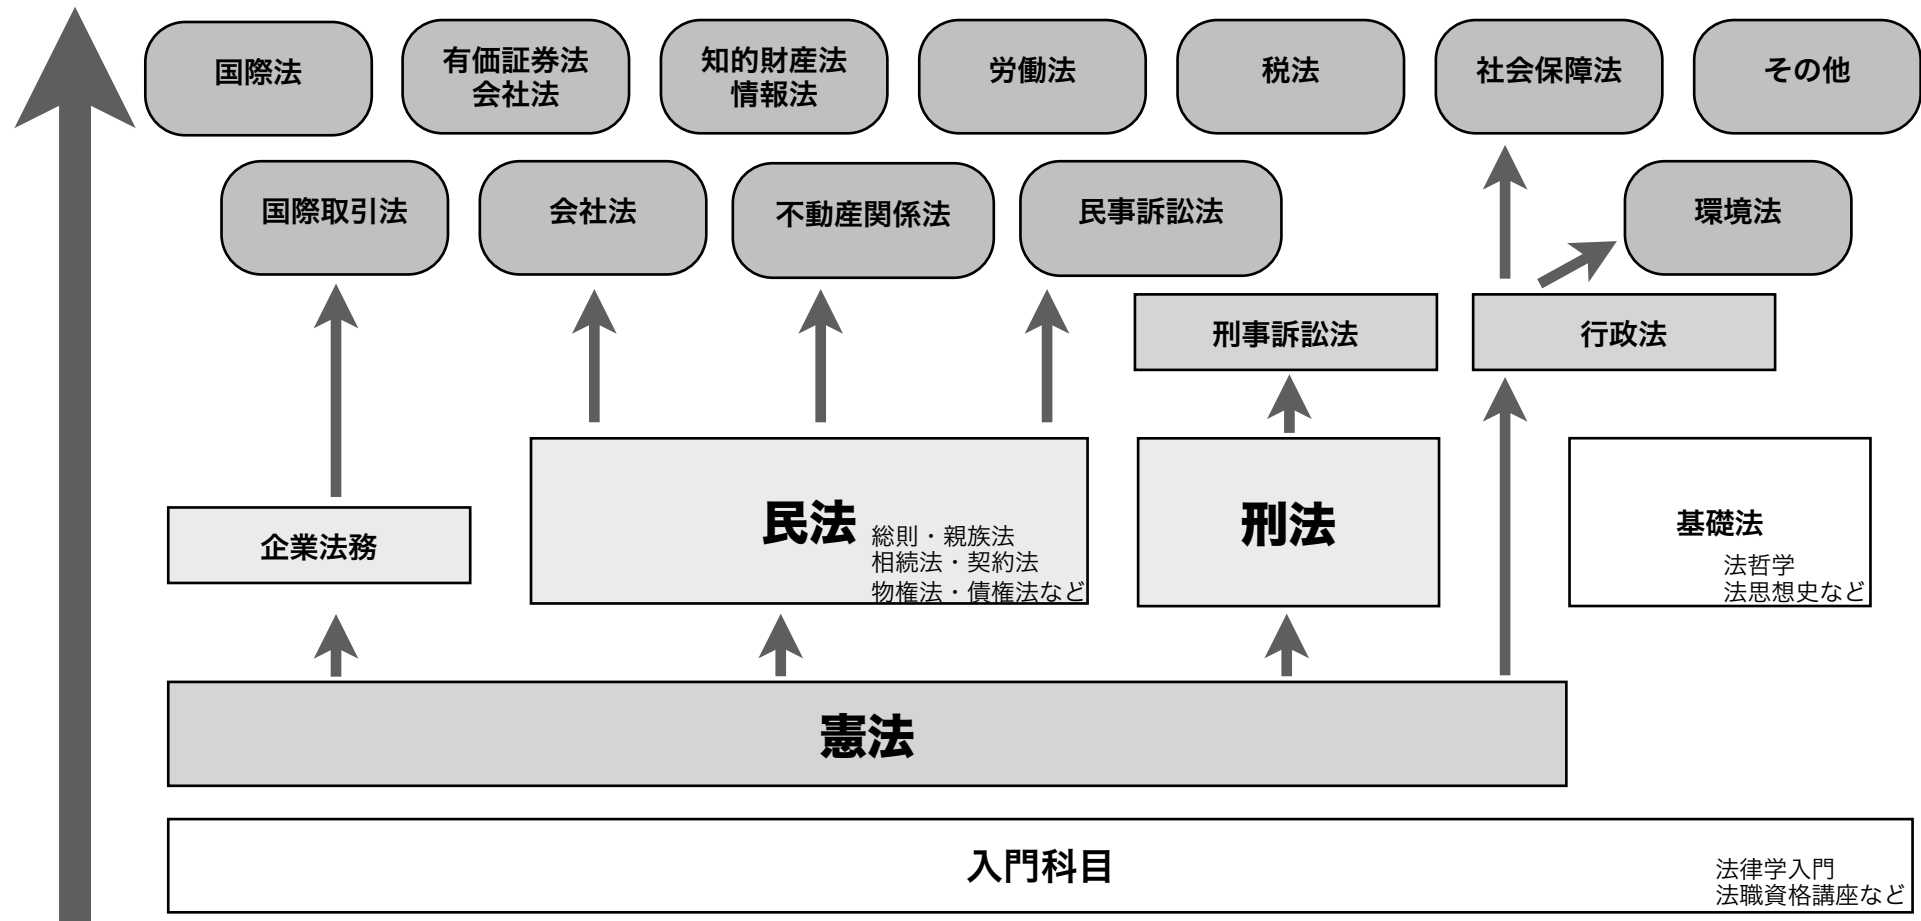 国際法
有価証券法
会社法
知的財産法
情報法
労働法
税法
社会保障法
その他
国際取引法
会社法
不動産関係法
民事訴訟法
環境法
刑事訴訟法
行政法
企業法務
民法
総則・親族法
相続法・契約法
物権法・債権法など
刑法
基礎法
法哲学
法思想史など
憲法
入門科目
法律学入門
法職資格講座など